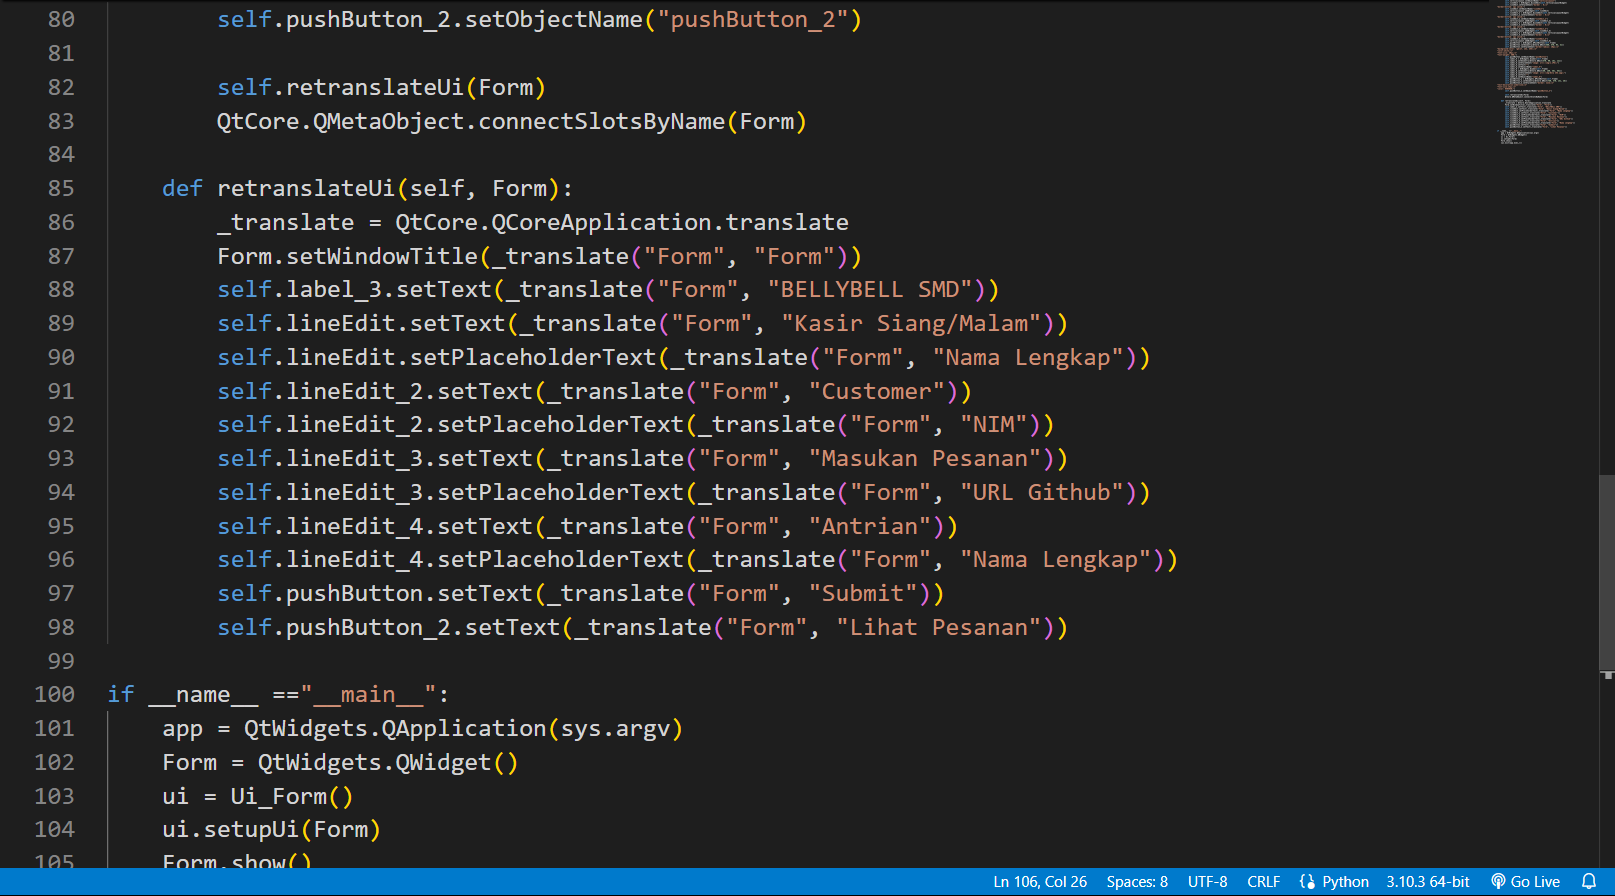 80 self.pushButton_2.setObjectName("pushButton_2")
81
82 self.retranslateUi(Form)
83 QtCore.QMetaObject.connectSlotsByName(Form)
84
85 def retranslateUi(self, Form):
86 _translate = QtCore.QCoreApplication.translate
87 Form.setWindowTitle(_translate("Form", "Form"))
88 self.label_3.setText(_translate("Form", "BELLYBELL SMD"))
89 self.lineEdit.setText(_translate("Form", "Kasir Siang/Malam"))
90 self.lineEdit.setPlaceholderText(_translate("Form", "Nama Lengkap"))
91 self.lineEdit_2.setText(_translate("Form", "Customer"))
92 self.lineEdit_2.setPlaceholderText(_translate("Form", "NIM"))
93 self.lineEdit_3.setText(_translate("Form", "Masukan Pesanan"))
94 self.lineEdit_3.setPlaceholderText(_translate("Form", "URL Github"))
95 self.lineEdit_4.setText(_translate("Form", "Antrian"))
96 self.lineEdit_4.setPlaceholderText(_translate("Form", "Nama Lengkap"))
97 self.pushButton.setText(_translate("Form", "Submit"))
98 self.pushButton_2.setText(_translate("Form", "Lihat Pesanan"))
99
100 if __name__ =="__main__":
101 app = QtWidgets.QApplication(sys.argv)
102 Form = QtWidgets.QWidget()
103 ui = Ui_Form()
104 ui.setupUi(Form)
105 Form.show()
Ln 106, Col 26 Spaces: 8 UTF-8 CRLF Python 3.10.3 64-bit Go Live